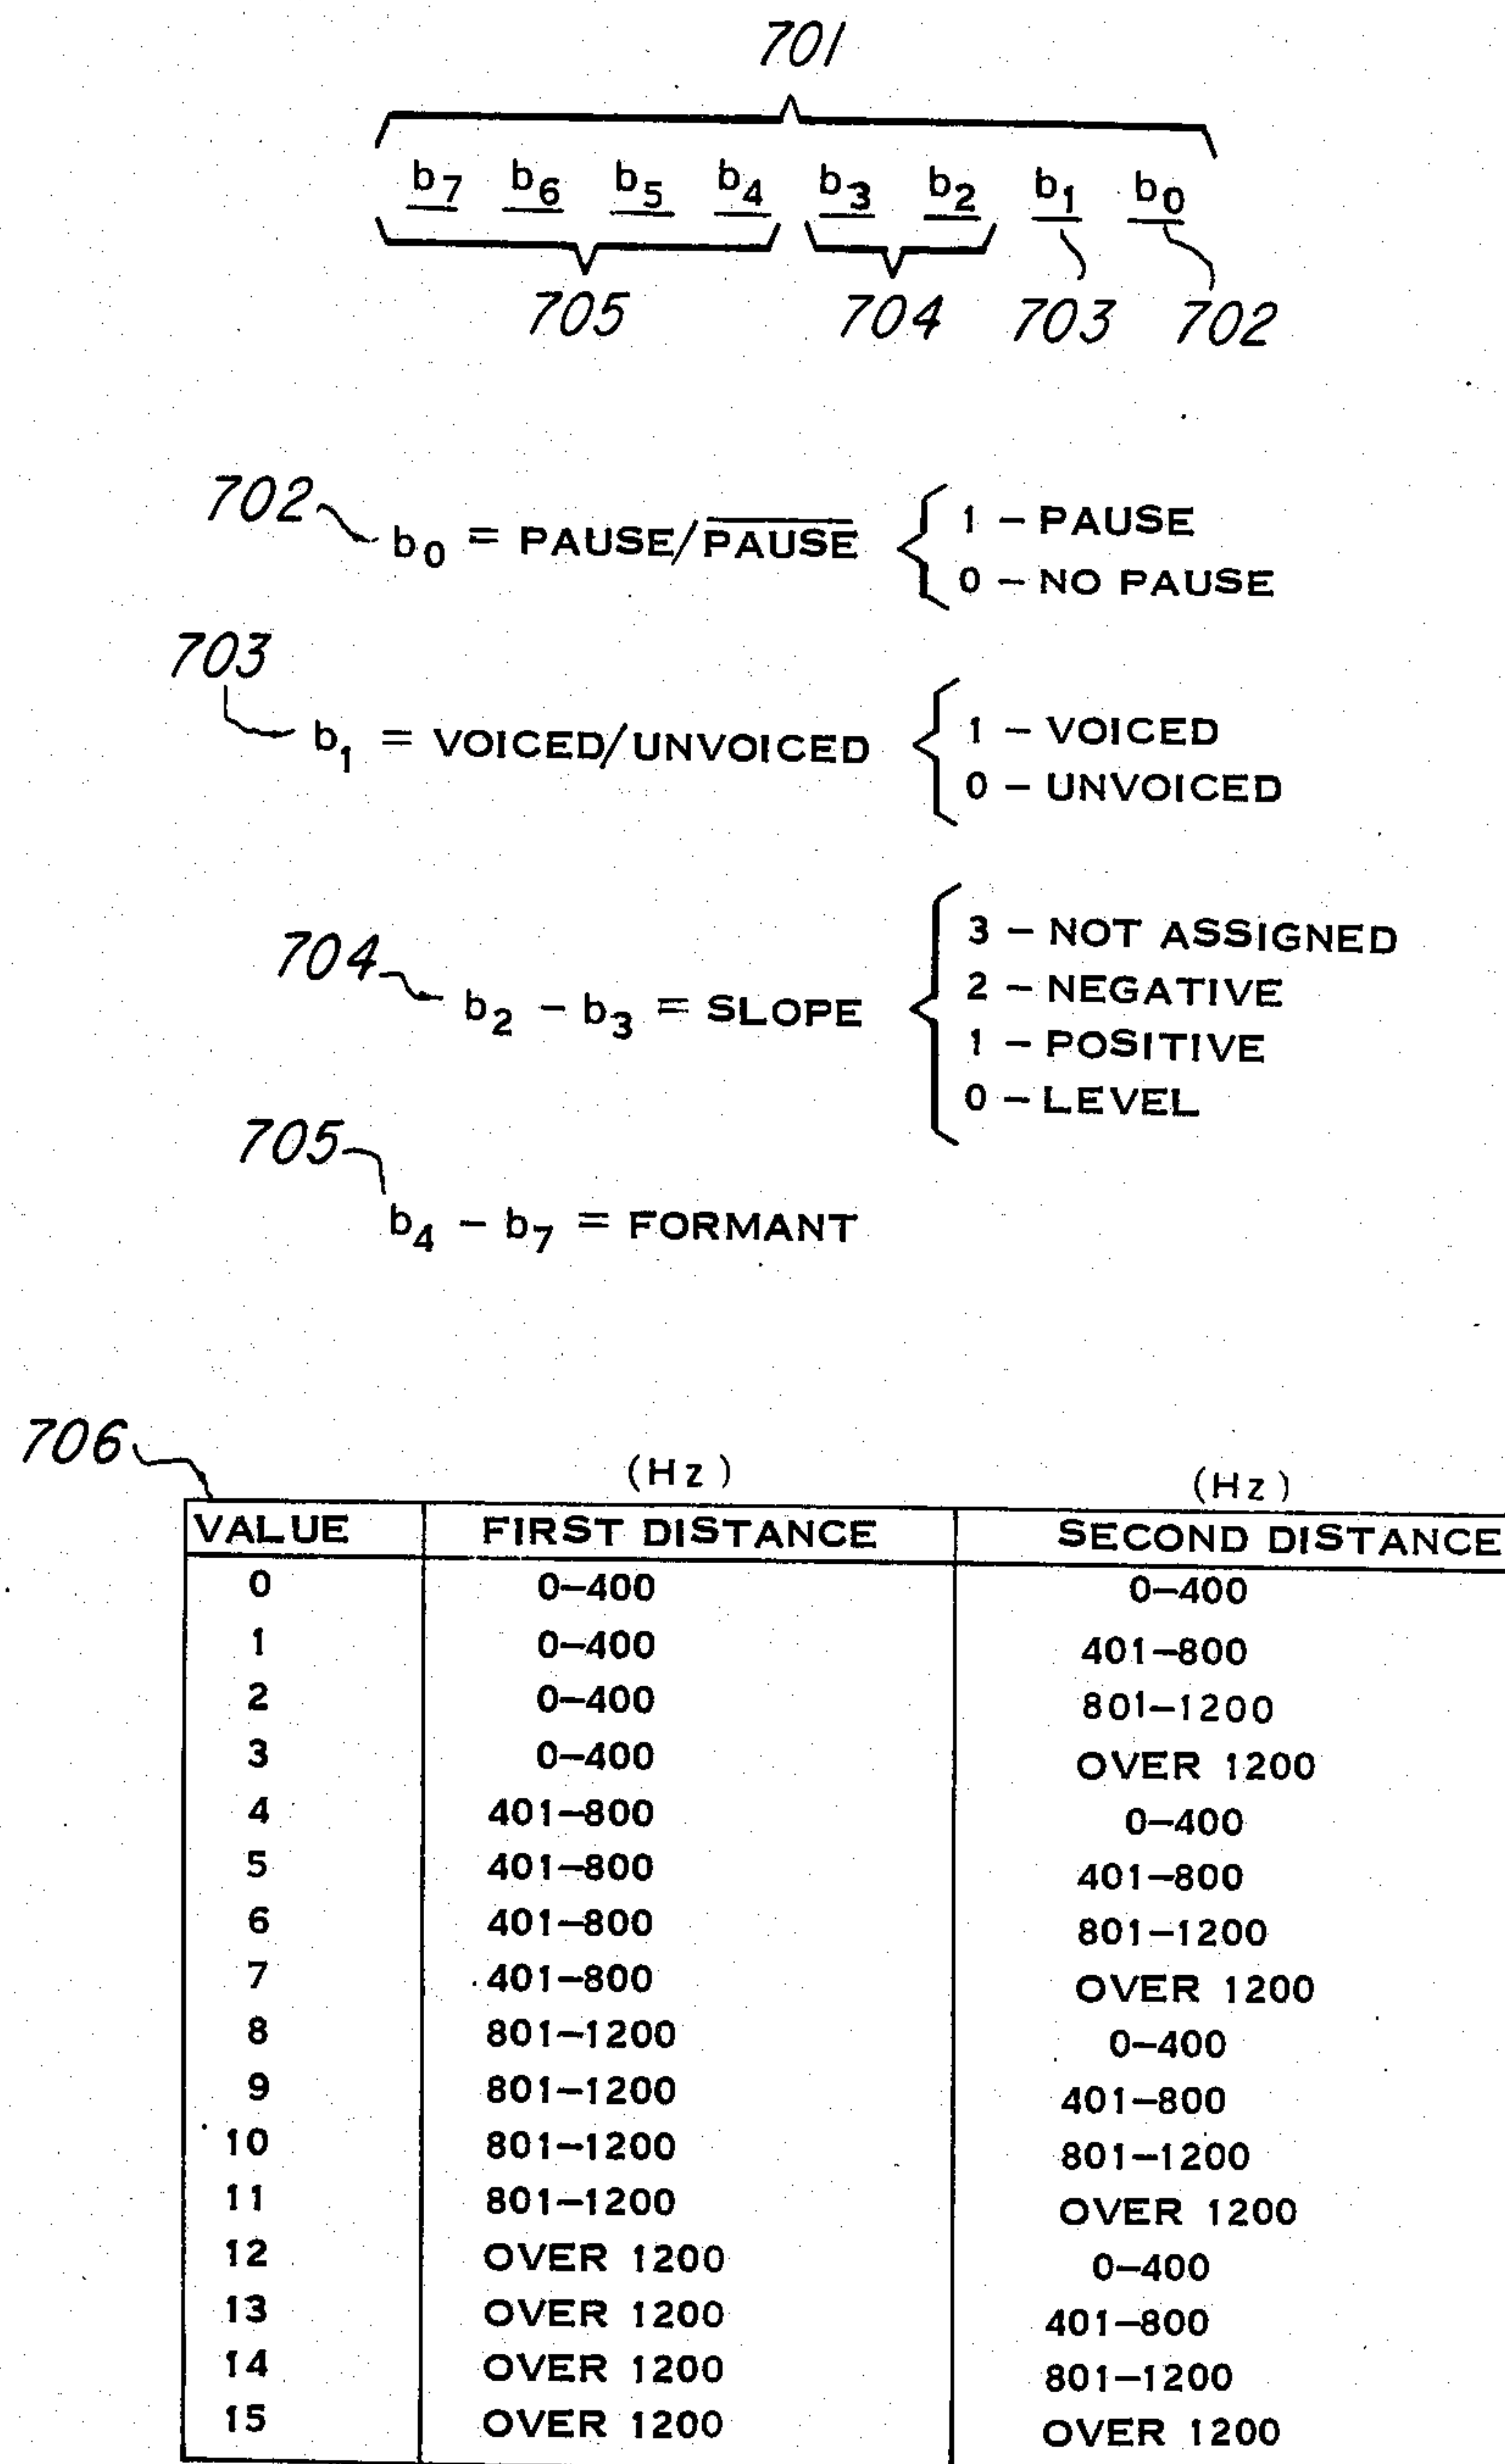 701
b7 b6 b5 b4 b3 b2 b1 b0
705 704 703 702
702 b0 = PAUSE/PAUSE
1 – PAUSE
0 – NO PAUSE
703
b1 = VOICED/UNVOICED
1 – VOICED
0 – UNVOICED
704 b2 – b3 = SLOPE
3 – NOT ASSIGNED
2 – NEGATIVE
1 – POSITIVE
0 – LEVEL
705
b4 – b7 = FORMANT
706
(Hz) (Hz)
VALUE FIRST DISTANCE SECOND DISTANCE
0 0–400 0–400
1 0–400 401–800
2 0–400 801–1200
3 0–400 OVER 1200
4 401–800 0–400
5 401–800 401–800
6 401–800 801–1200
7 401–800 OVER 1200
8 801–1200 0–400
9 801–1200 401–800
10 801–1200 801–1200
11 801–1200 OVER 1200
12 OVER 1200 0–400
13 OVER 1200 401–800
14 OVER 1200 801–1200
15 OVER 1200 OVER 1200